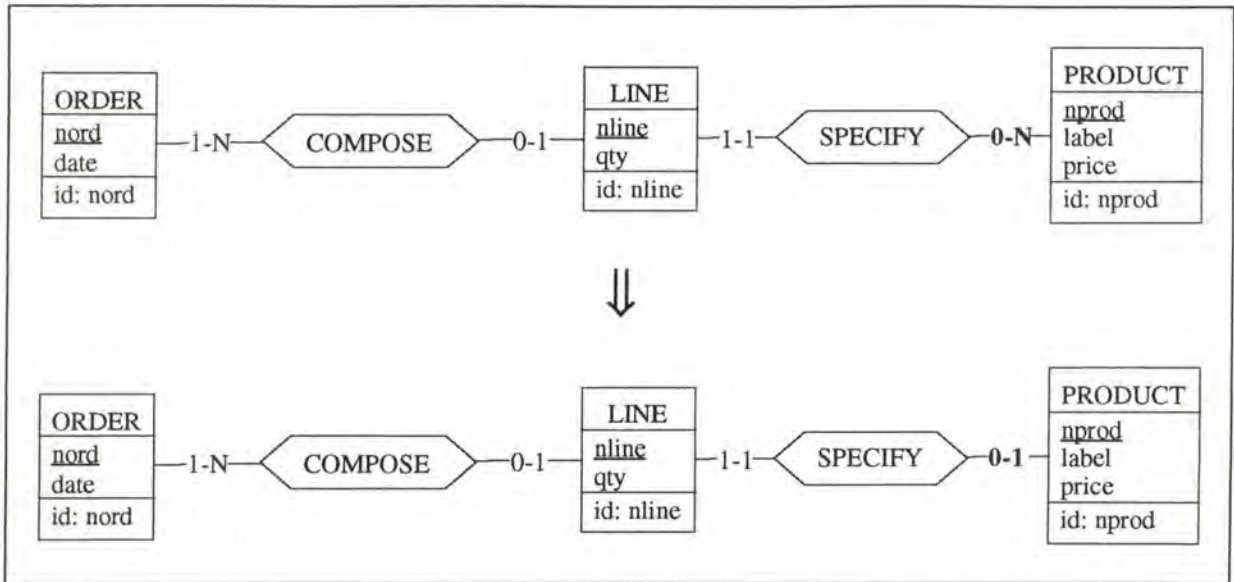 ORDER
nord
date
id: nord
1-N
COMPOSE
0-1
LINE
nline
qty
id: nline
1-1
SPECIFY
0-N
PRODUCT
nprod
label
price
id: nprod
⇓
ORDER
nord
date
id: nord
1-N
COMPOSE
0-1
LINE
nline
qty
id: nline
1-1
SPECIFY
0-1
PRODUCT
nprod
label
price
id: nprod